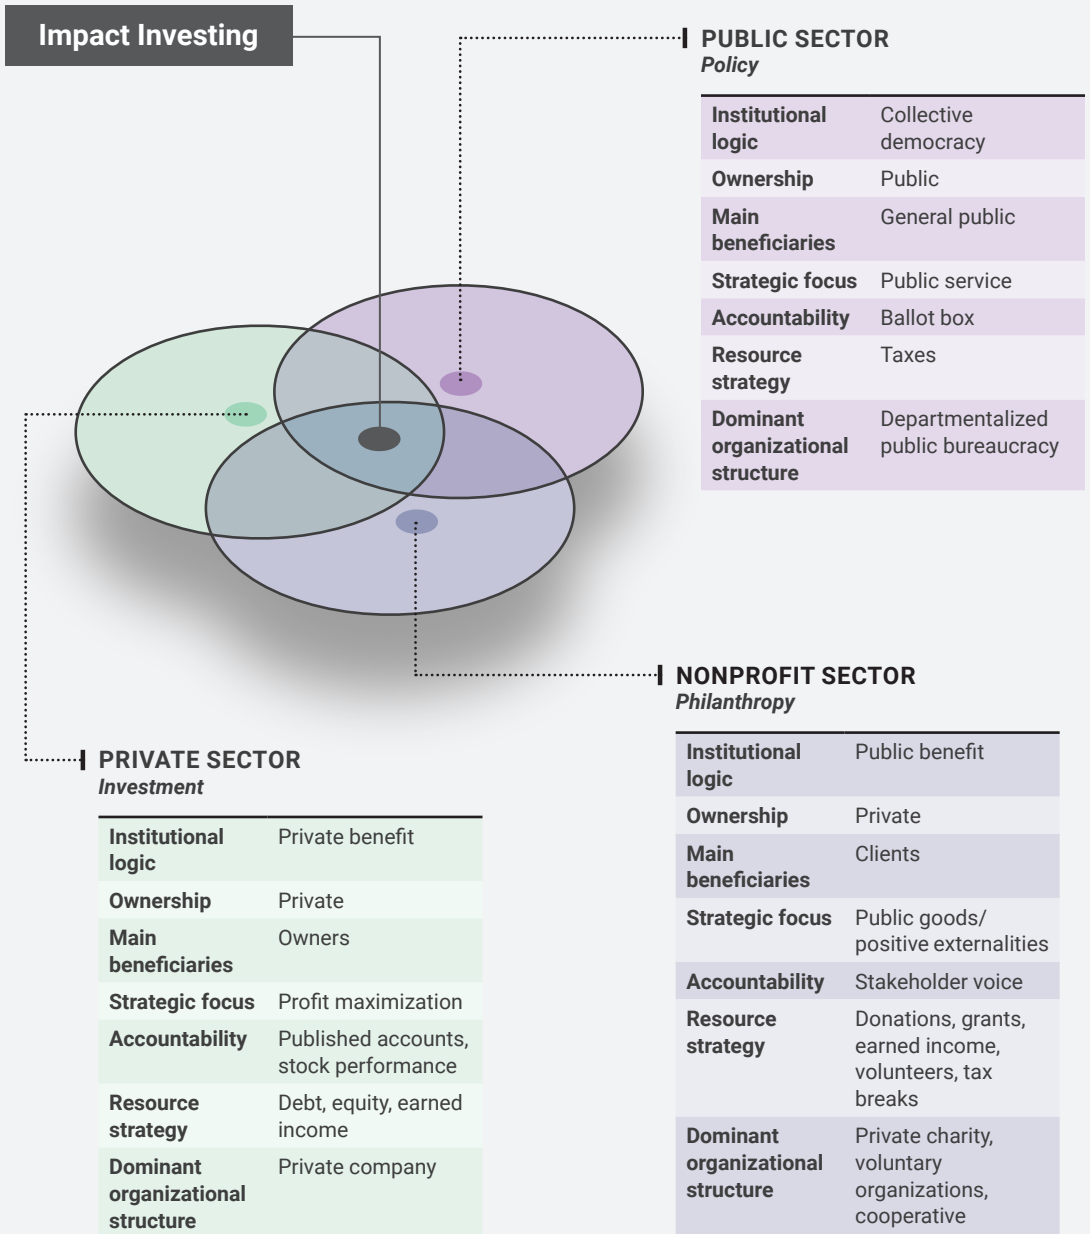 Impact Investing
PUBLIC SECTOR
Policy
Institutional logic Collective democracy
Ownership Public
Main beneficiaries General public
Strategic focus Public service
Accountability Ballot box
Resource strategy Taxes
Dominant organizational structure Departmentalized public bureaucracy
NONPROFIT SECTOR
Philanthropy
Institutional logic Public benefit
Ownership Private
Main beneficiaries Clients
Strategic focus Public goods/ positive externalities
Accountability Stakeholder voice
Resource strategy Donations, grants, earned income, volunteers, tax breaks
Dominant organizational structure Private charity, voluntary organizations, cooperative
PRIVATE SECTOR
Investment
Institutional logic Private benefit
Ownership Private
Main beneficiaries Owners
Strategic focus Profit maximization
Accountability Published accounts, stock performance
Resource strategy Debt, equity, earned income
Dominant organizational structure Private company